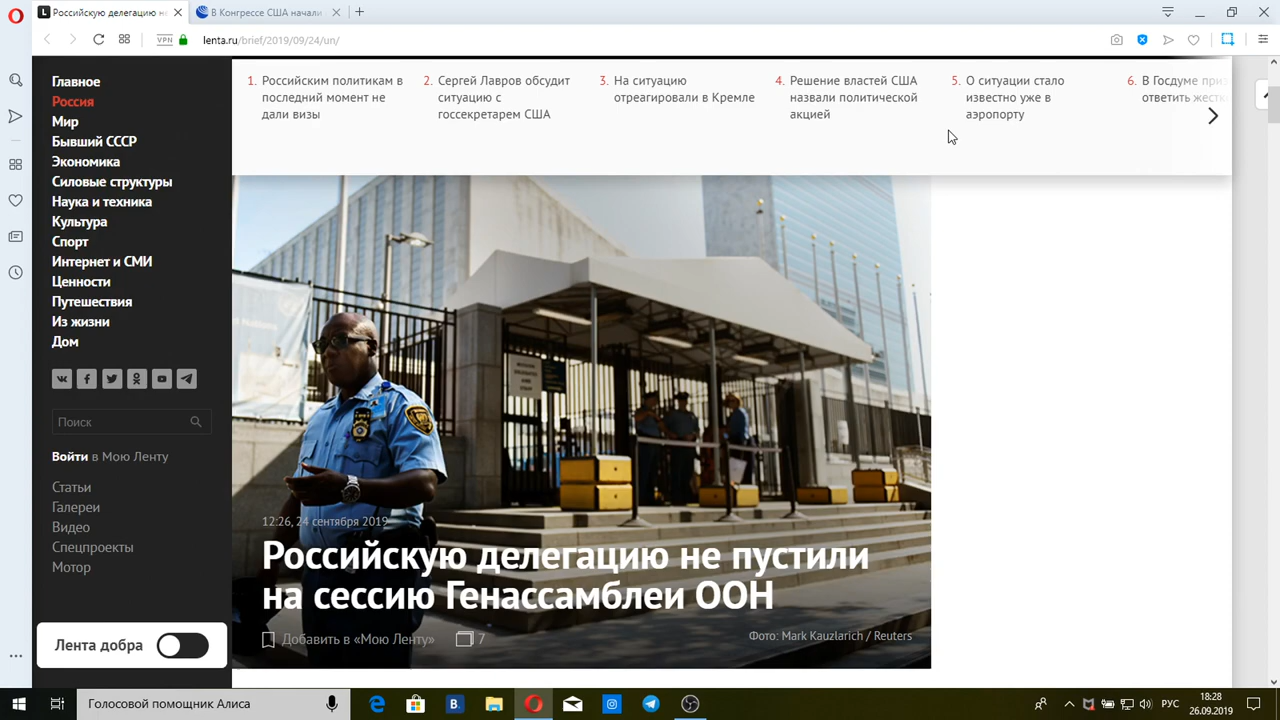 Российскую делегацию не
В Конгрессе США начали
VPN
lenta.ru/brief/2019/09/24/un/
Главное
Россия
Мир
Бывший СССР
Экономика
Силовые структуры
Наука и техника
Культура
Спорт
Интернет и СМИ
Ценности
Путешествия
Из жизни
Дом
Поиск
Войти в Мою Ленту
Статьи
Галереи
Видео
Спецпроекты
Мотор
Лента добра
1. Российским политикам в
последний момент не
дали визы
2. Сергей Лавров обсудит
ситуацию с
госсекретарем США
3. На ситуацию
отреагировали в Кремле
4. Решение властей США
назвали политической
акцией
5. О ситуации стало
известно уже в
аэропорту
6. В Госдуме
ответить
12:26, 24 сентября 2019
Российскую делегацию не пустили
на сессию Генассамблеи ООН
Добавить в «Мою Ленту»
7
Фото: Mark Kauzlarich / Reuters
Голосовой помощник Алиса
РУС
18:28
26.09.2019